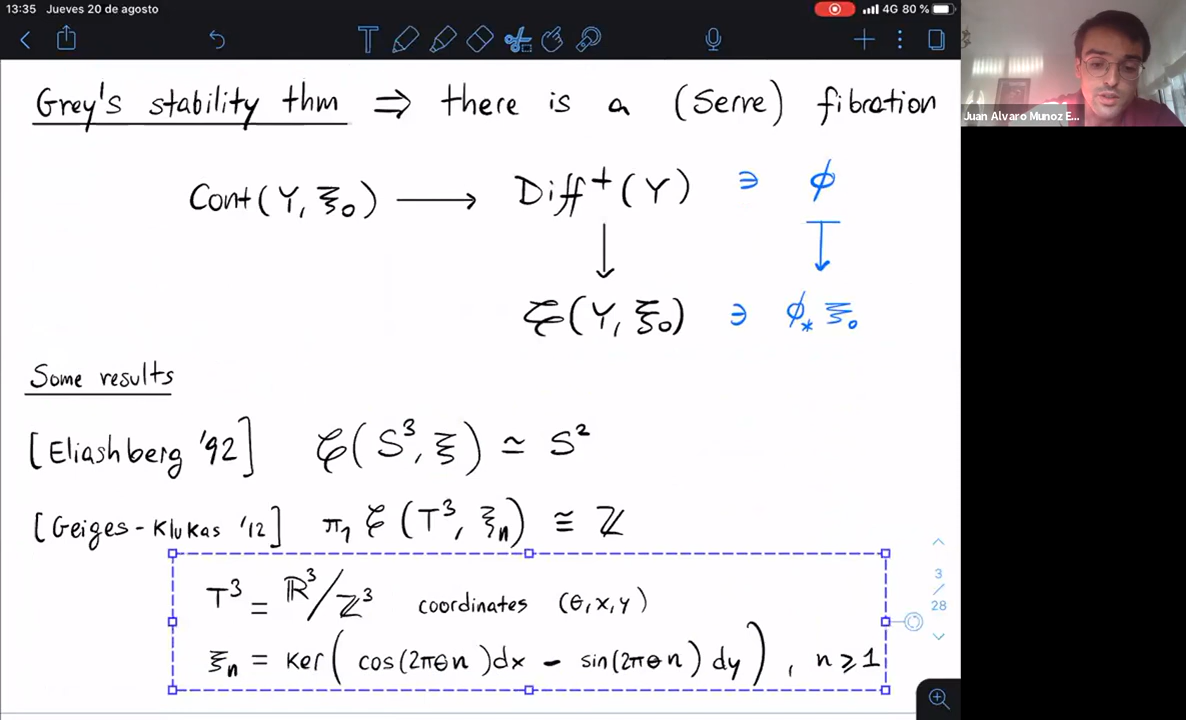 13:35 Jueves 20 de agosto
4G 80 %
Juan Alvaro Munoz E...
Grey's stability thm ⇒ there is a (Serre) fibration
Cont(Y, ξ₀) ⟶ Diff⁺(Y) ∋ ϕ
↓ ↧
𝒞(Y, ξ₀) ∋ ϕ_* ξ₀
Some results
[Eliashberg '92] 𝒞(S³, ξ) ≃ S²
[Geiges - Klukas '12] π₁ 𝒞(T³, ξₙ) ≅ ℤ
T³ = ℝ³/ℤ³ coordinates (θ, x, y)
ξₙ = Ker(cos(2πθn)dx - sin(2πθn)dy), n ⩾ 1
3
/
28